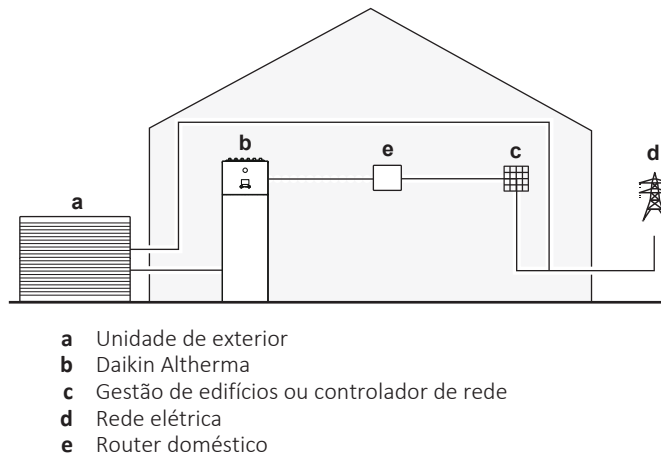 b
e
c
d
a
a Unidade de exterior
b Daikin Altherma
c Gestão de edifícios ou controlador de rede
d Rede elétrica
e Router doméstico